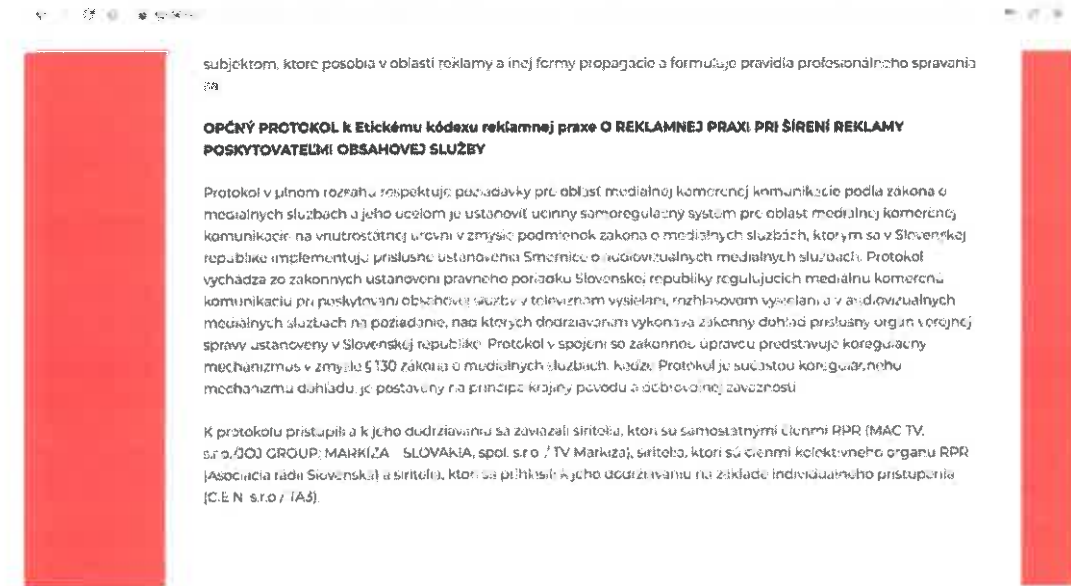 subjektom, ktoré pôsobia v oblasti reklamy a inej formy propagácie a formuluje pravidlá profesionálneho správania
sa.
OPČNÝ PROTOKOL k Etickému kódexu reklamnej praxe O REKLAMNEJ PRAXI PRI ŠÍRENÍ REKLAMY
POSKYTOVATEĽMI OBSAHOVEJ SLUŽBY
Protokol v plnom rozsahu rešpektuje požiadavky pre oblasť mediálnej komerčnej komunikácie podľa zákona o
mediálnych službách a jeho účelom je ustanoviť účinný samoregulačný systém pre oblasť mediálnej komerčnej
komunikácie na vnútroštátnej úrovni v zmysle podmienok zákona o mediálnych službách, ktorým sa v Slovenskej
republike implementujú príslušné ustanovenia Smernice o audiovizuálnych mediálnych službách. Protokol
vychádza zo zákonných ustanovení právneho poriadku Slovenskej republiky regulujúcich mediálnu komerčnú
komunikáciu pri poskytovaní obsahovej služby v televíznom vysielaní, rozhlasovom vysielaní a v audiovizuálnych
mediálnych službách na požiadanie, nad ktorých dodržiavaním vykonáva zákonný dohľad príslušný orgán verejnej
správy ustanovený v Slovenskej republike. Protokol v spojení so zákonnou úpravou predstavuje koregulačný
mechanizmus v zmysle § 130 zákona o mediálnych službách. Keďže Protokol je súčasťou koregulačného
mechanizmu dohľadu, je postavený na princípe krajiny pôvodu a dobrovoľnej záväznosti.
K protokolu pristúpili a k jeho dodržiavaniu sa zaviazali šíritelia, ktorí sú samostatnými členmi RPR (MAC TV,
s.r.o./JOJ GROUP; MARKÍZA - SLOVAKIA, spol. s.r.o. / TV Markíza), šíritelia, ktorí sú členmi kolektívneho orgánu RPR
(Asociácia rádií Slovenska) a šíritelia, ktorí sa prihlásili k jeho dodržiavaniu na základe individuálneho pristúpenia
(C.E.N. s.r.o / TA3).